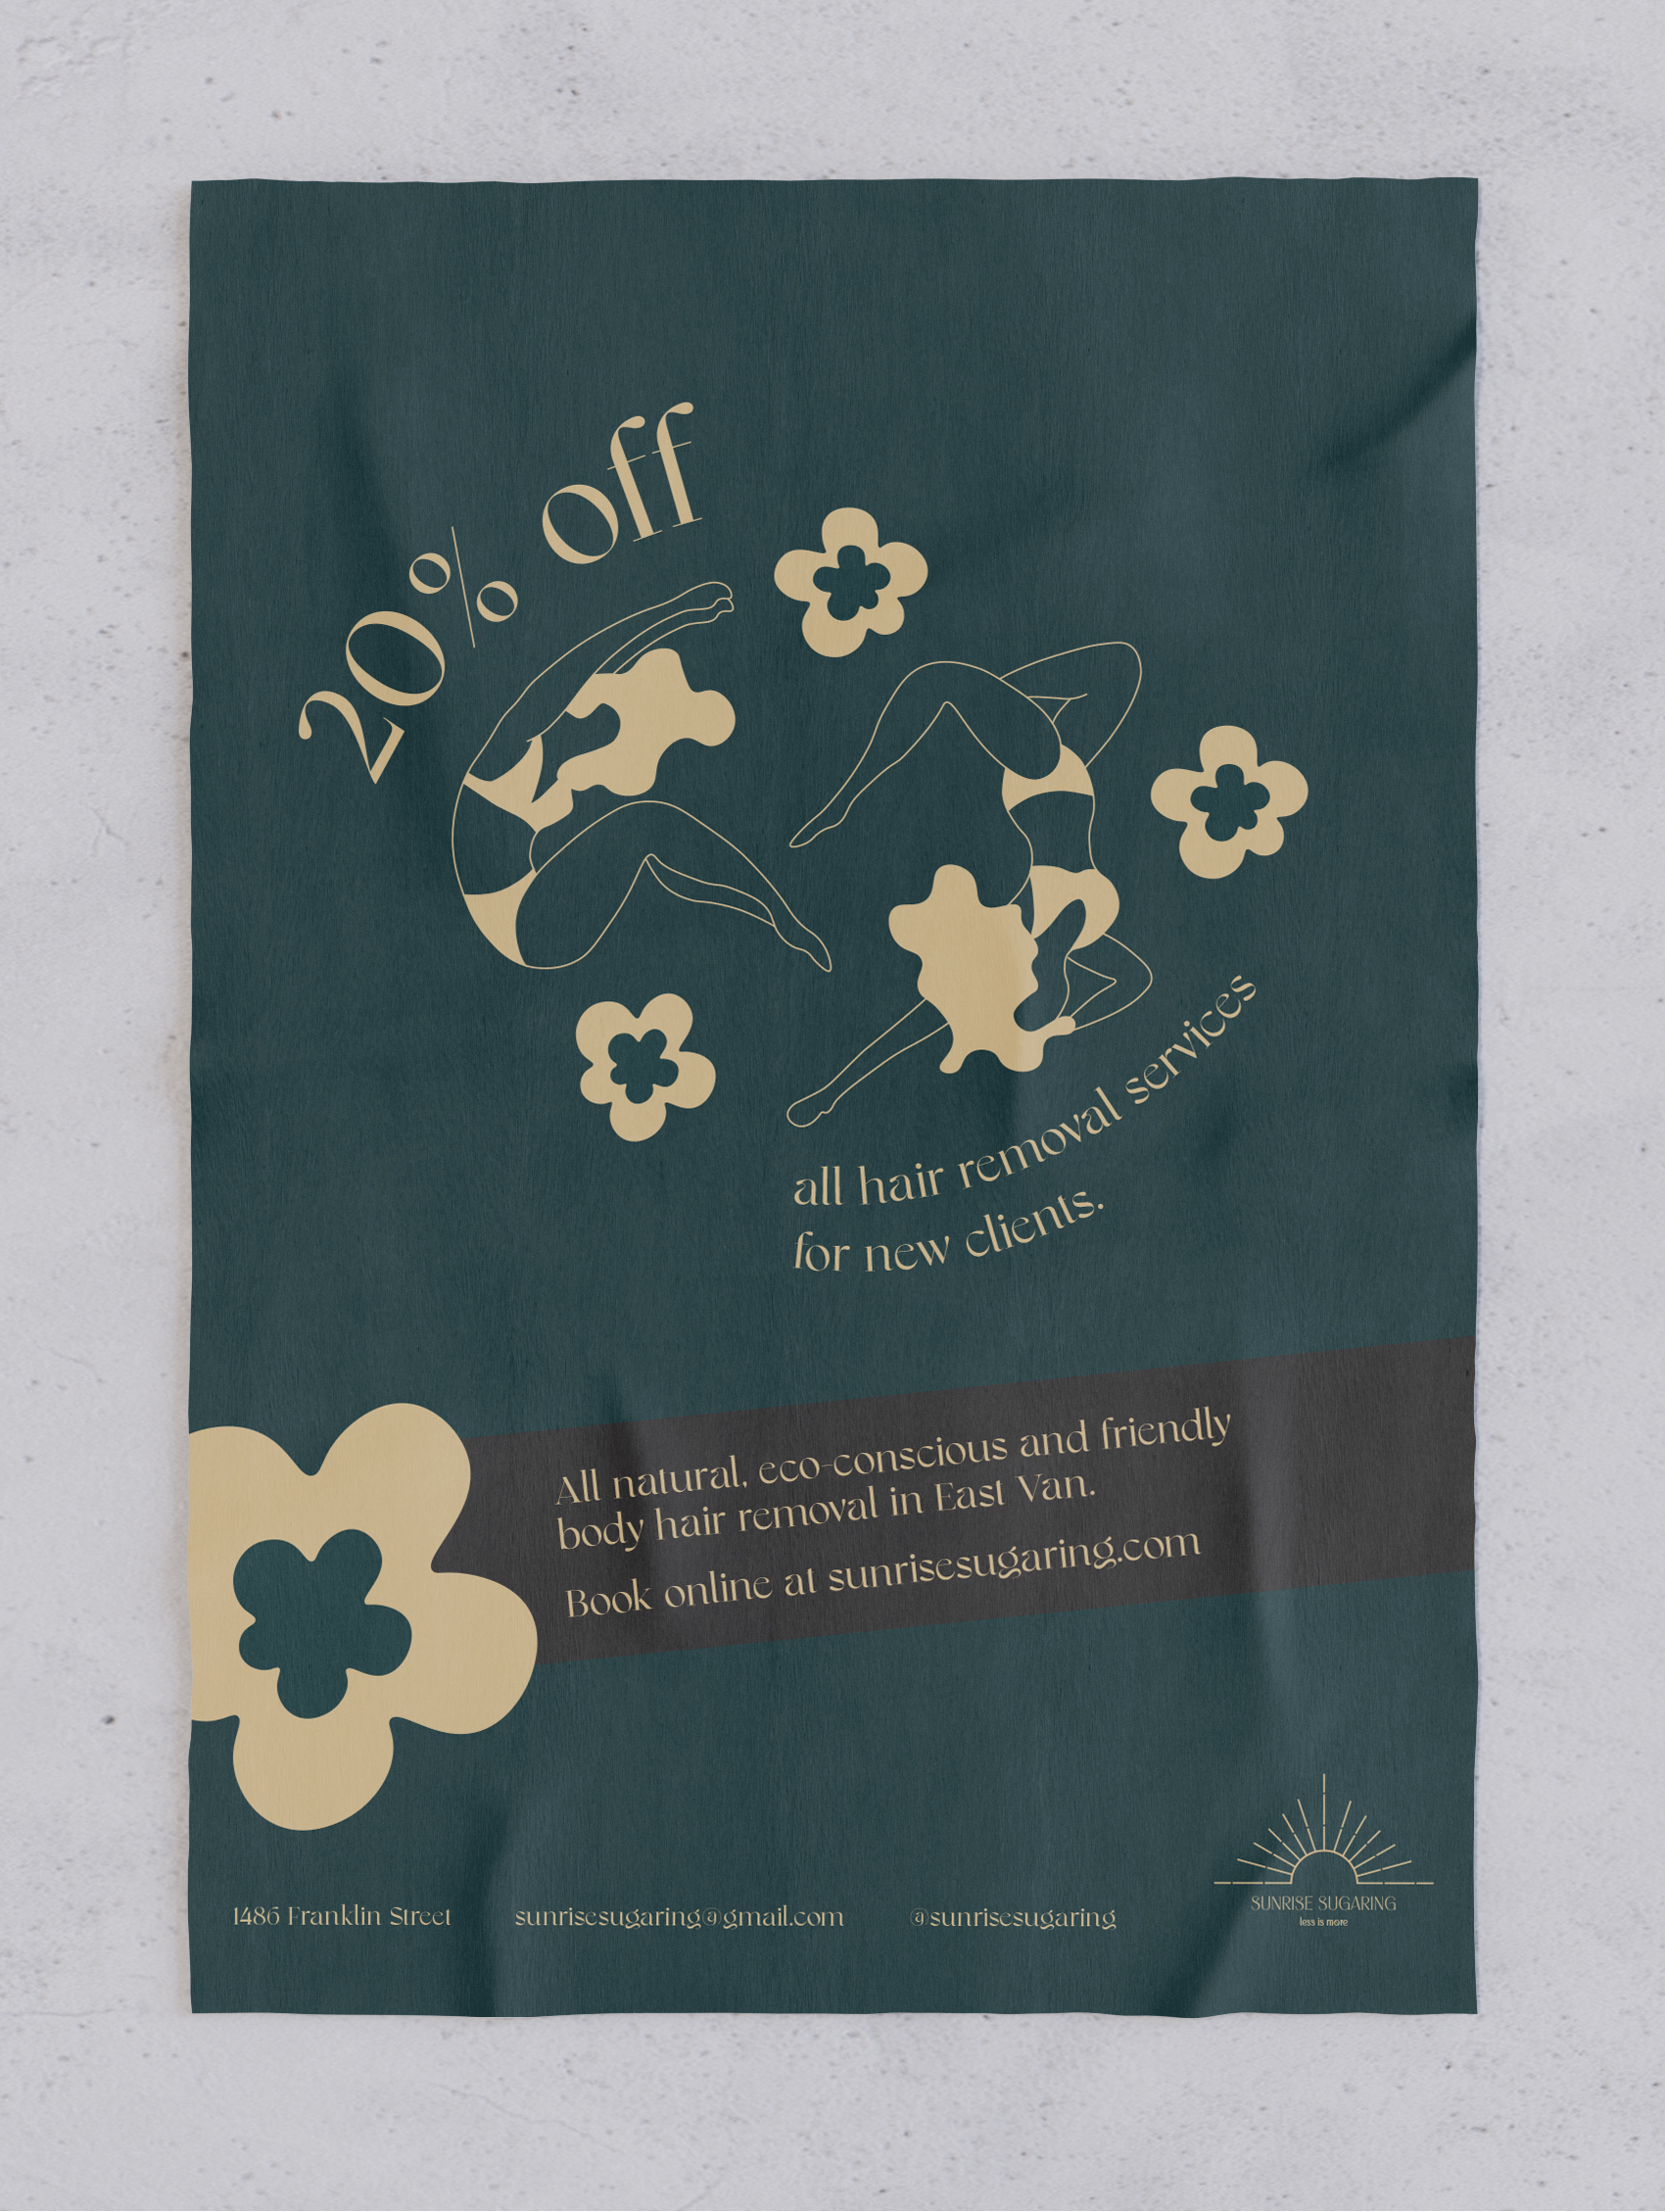 20% off
all hair removal services
for new clients.
All natural, eco-conscious and friendly
body hair removal in East Van.
Book online at sunrisesugaring.com
1486 Franklin Street
sunrisesugaring@gmail.com
@sunrisesugaring
SUNRISE SUGARING
less is more